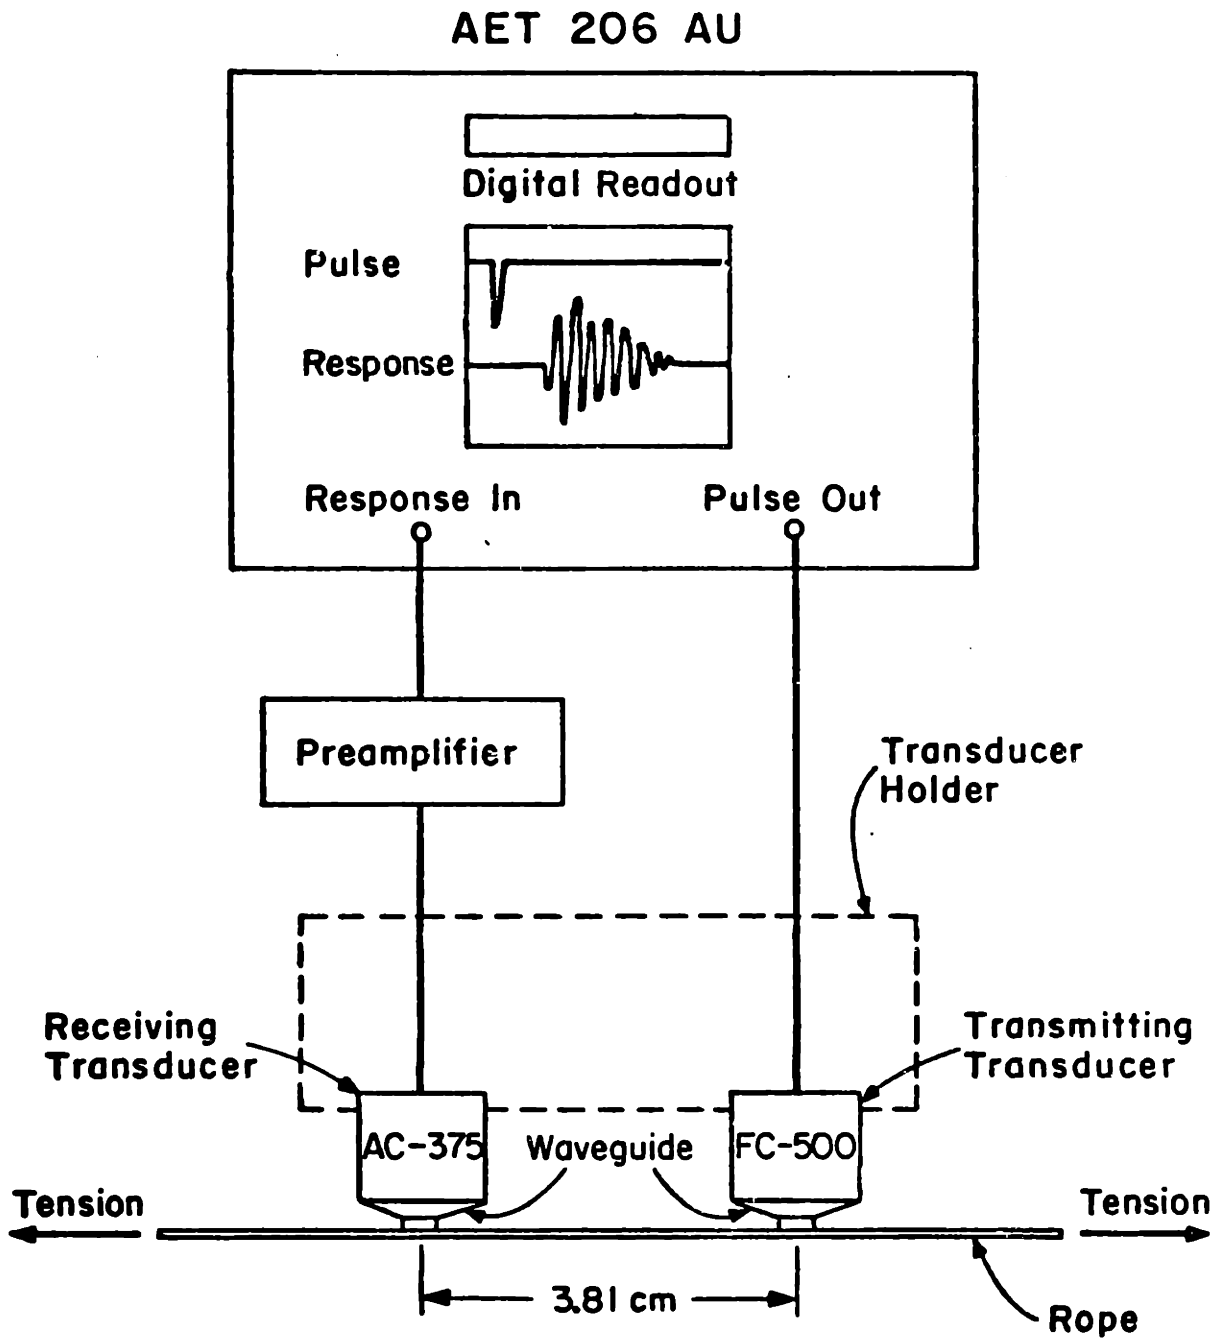 AET 206 AU
Digital Readout
Pulse
Response
Response In
Pulse Out
Preamplifier
Transducer
Holder
Receiving
Transducer
Transmitting
Transducer
AC-375
Waveguide
FC-500
Tension
Tension
3.81 cm
Rope